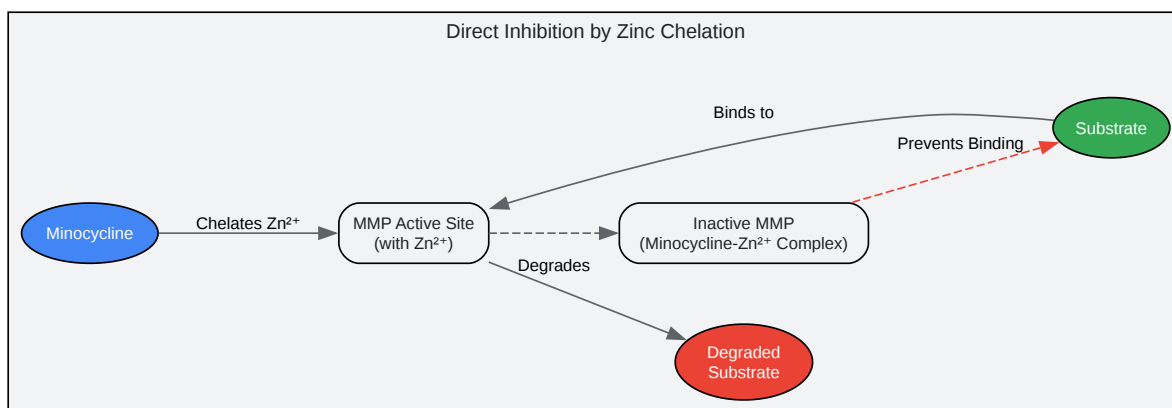 Direct Inhibition by Zinc Chelation
Binds to
Substrate
Prevents Binding
Minocycline
Chelates Zn²⁺
MMP Active Site
(with Zn²⁺)
Inactive MMP
(Minocycline-Zn²⁺ Complex)
Degrades
Degraded
Substrate